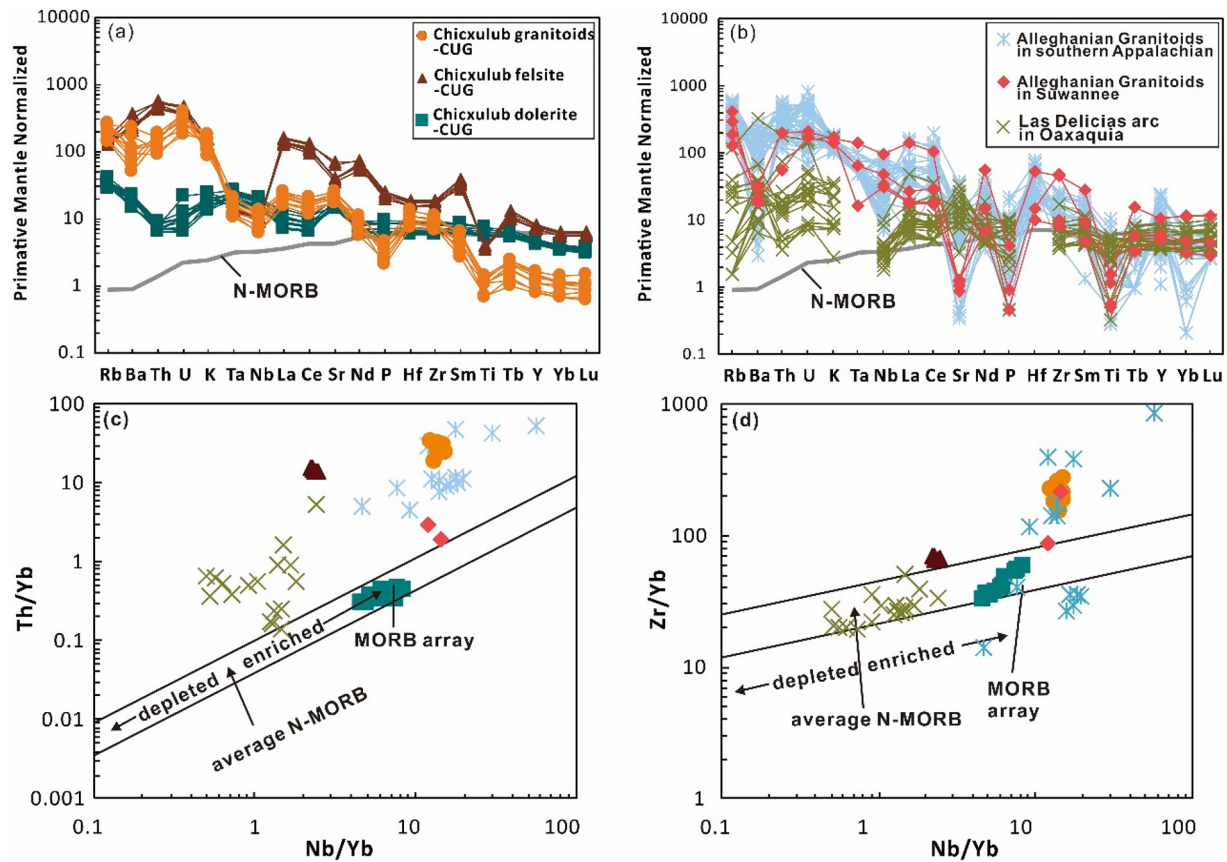 (a)
Chicxulub granitoids
-CUG
Chicxulub felsite
-CUG
Chicxulub dolerite
-CUG
Primative Mantle Normalized
10000
1000
100
10
1
0.1
N-MORB
Rb Ba Th U K Ta Nb La Ce Sr Nd P Hf Zr Sm Ti Tb Y Yb Lu
(b)
Alleghanian Granitoids
in southern Appalachian
Alleghanian Granitoids
in Suwannee
Las Delicias arc
in Oaxaquia
Primative Mantle Normalized
10000
1000
100
10
1
0.1
N-MORB
Rb Ba Th U K Ta Nb La Ce Sr Nd P Hf Zr Sm Ti Tb Y Yb Lu
(c)
Th/Yb
100
10
1
0.1
0.01
0.001
depleted enriched
MORB
array
average N-MORB
0.1 1 10 100
Nb/Yb
(d)
Zr/Yb
1000
100
10
1
depleted enriched
average N-MORB
MORB
array
0.1 1 10 100
Nb/Yb